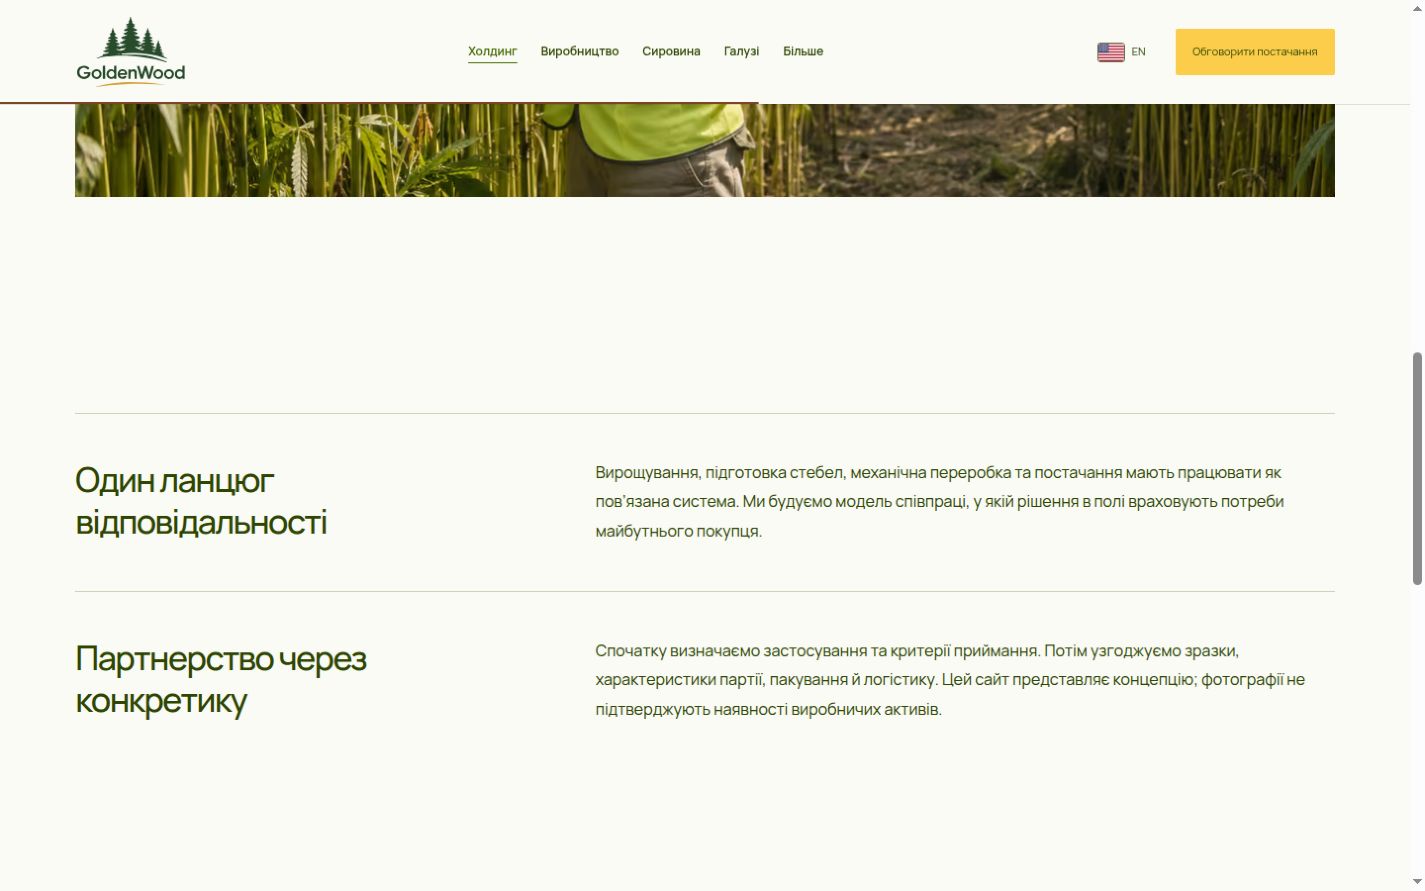 GoldenWood
Холдинг Виробництво Сировина Галузі Більше
EN
Обговорити постачання
Один ланцюг
відповідальності
Вирощування, підготовка стебел, механічна переробка та постачання мають працювати як
пов’язана система. Ми будуємо модель співпраці, у якій рішення в полі враховують потреби
майбутнього покупця.
Партнерство через
конкретику
Спочатку визначаємо застосування та критерії приймання. Потім узгоджуємо зразки,
характеристики партії, пакування й логістику. Цей сайт представляє концепцію; фотографії не
підтверджують наявності виробничих активів.